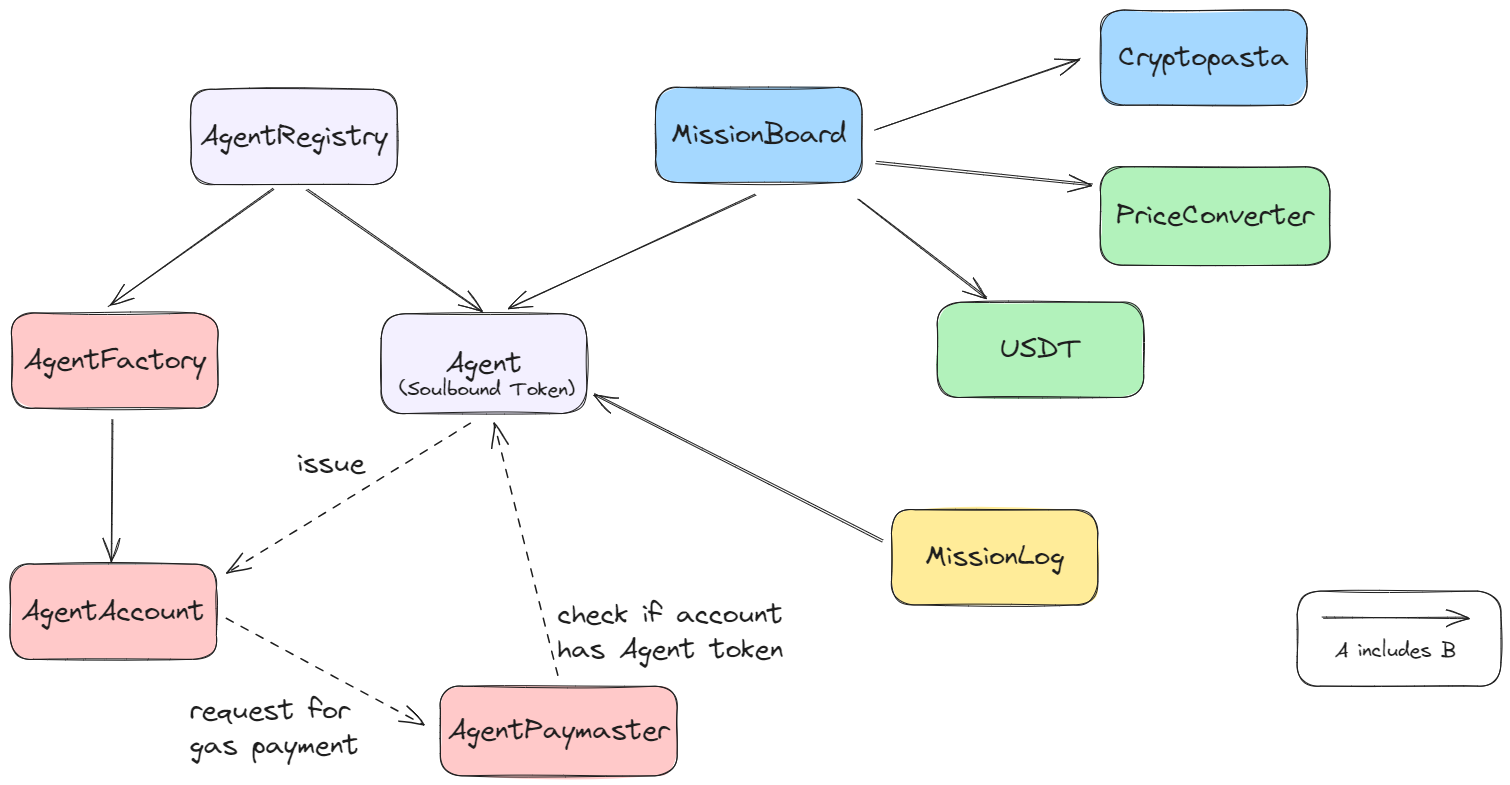 Cryptopasta
AgentRegistry
MissionBoard
PriceConverter
AgentFactory
Agent
(Soulbound Token)
USDT
issue
MissionLog
AgentAccount
check if account
has Agent token
A includes B
request for
gas payment
AgentPaymaster